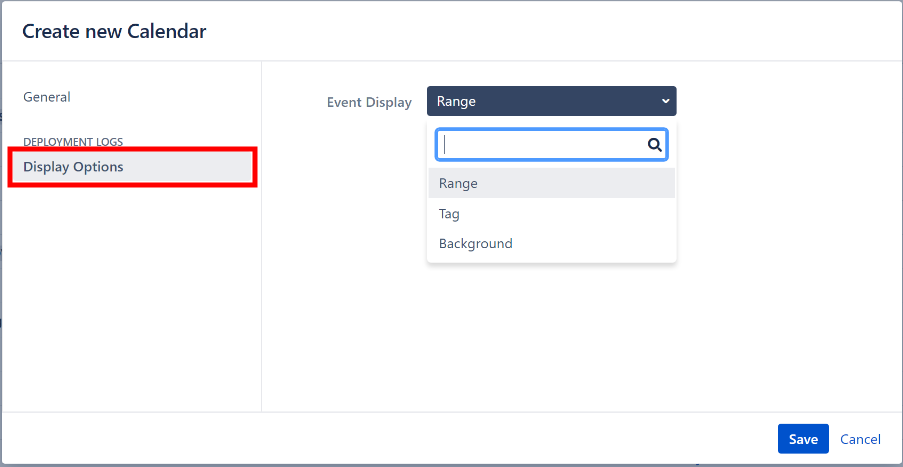 Create new Calendar
General
DEPLOYMENT LOGS
Display Options
Event Display
Range
Range
Tag
Background
Save
Cancel